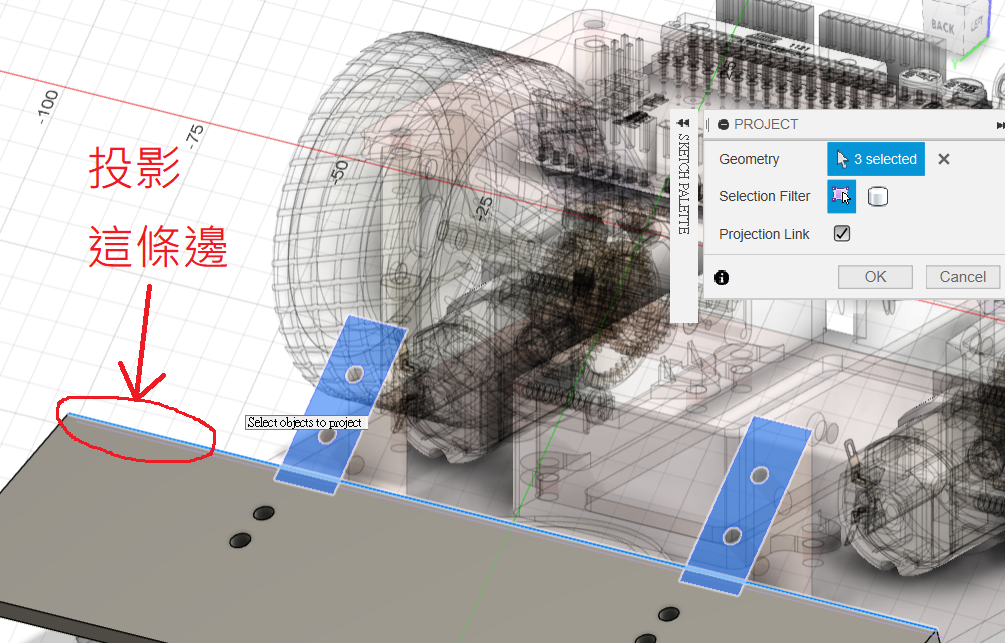 BACK
LEFT
-100
-75
-50
-25
投影
這條邊
SKETCH PALETTE
PROJECT
Geometry
3 selected
Selection Filter
Projection Link
OK
Cancel
Select objects to project